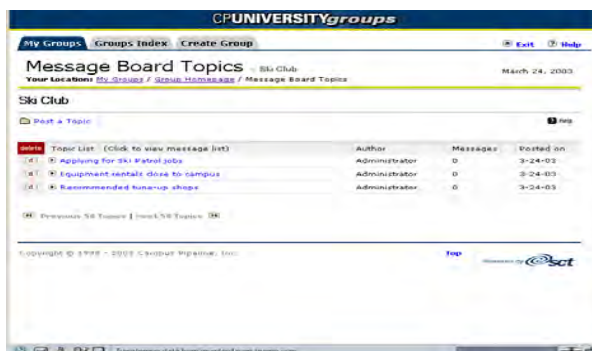 CPUNIVERSITYgroups
My Groups Groups Index Create Group Exit Help
Message Board Topics - Ski Club
March 24, 2003
Your Location: My Groups / Group Homepage / Message Board Topics
Ski Club
Post a Topic Help
delete Topic List (Click to view message list) Author Messages Posted on
[d] Applying for Ski Patrol jobs Administrator 0 3-24-03
[d] Equipment rentals close to campus Administrator 0 3-24-03
[d] Recommended tune-up shops Administrator 0 3-24-03
Previous 50 Topics | next 50 Topics
Copyright © 1998 - 2003 Campus Pipeline, Inc. Top
sct